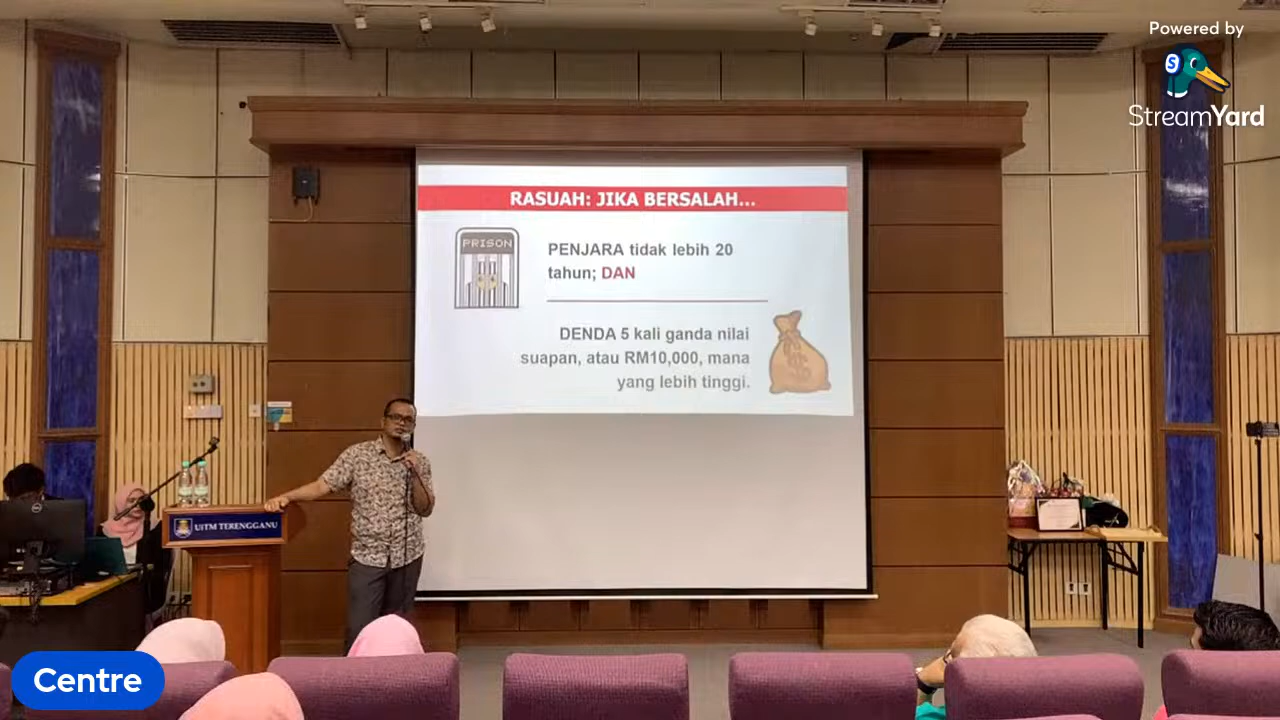 Powered by
StreamYard
RASUAH: JIKA BERSALAH...
PRISON
PENJARA tidak lebih 20
tahun; DAN
DENDA 5 kali ganda nilai
suapan, atau RM10,000, mana
yang lebih tinggi.
UiTM TERENGGANU
Centre